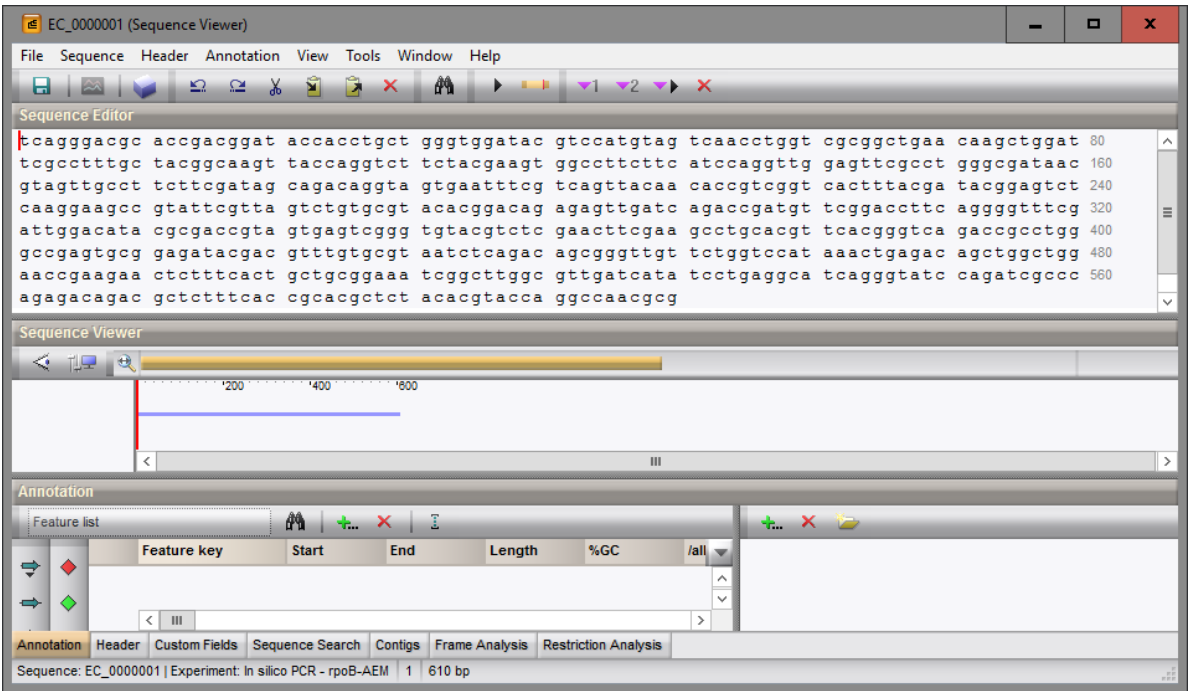 EC_0000001 (Sequence Viewer)
File Sequence Header Annotation View Tools Window Help
1 2
Sequence Editor
tcagggacgc accgacggat accacctgct gggtggatac gtccatgtag tcaacctggt cgcggctgaa caagctggat 80
tcgcctttgc tacggcaagt taccaggtct tctacgaagt ggccttcttc atccaggttg gagttcgcct gggcgataac 160
gtagttgcct tcttcgatag cagacaggta gtgaatttcg tcagttacaa caccgtcggt cactttacga tacggagtct 240
caaggaagcc gtattcgtta gtctgtgcgt acacggacag agagttgatc agaccgatgt tcggaccttc aggggtttcg 320
attggacata cgcgaccgta gtgagtcggg tgtacgtctc gaacttcgaa gcctgcacgt tcacgggtca gaccgcctgg 400
gccgagtgcg gagatacgac gtttgtgcgt aatctcagac agcgggttgt tctggtccat aaactgagac agctggctgg 480
aaccgaagaa ctctttcact gctgcggaaa tcggcttggc gttgatcata tcctgaggca tcagggtatc cagatcgccc 560
agagacagac gctctttcac cgcacgctct acacgtacca ggccaacgcg
Sequence Viewer
200 400 600
Annotation
Feature list
Feature key Start End Length %GC /all
Annotation Header Custom Fields Sequence Search Contigs Frame Analysis Restriction Analysis
Sequence: EC_0000001 | Experiment: In silico PCR - rpoB-AEM 1 610 bp